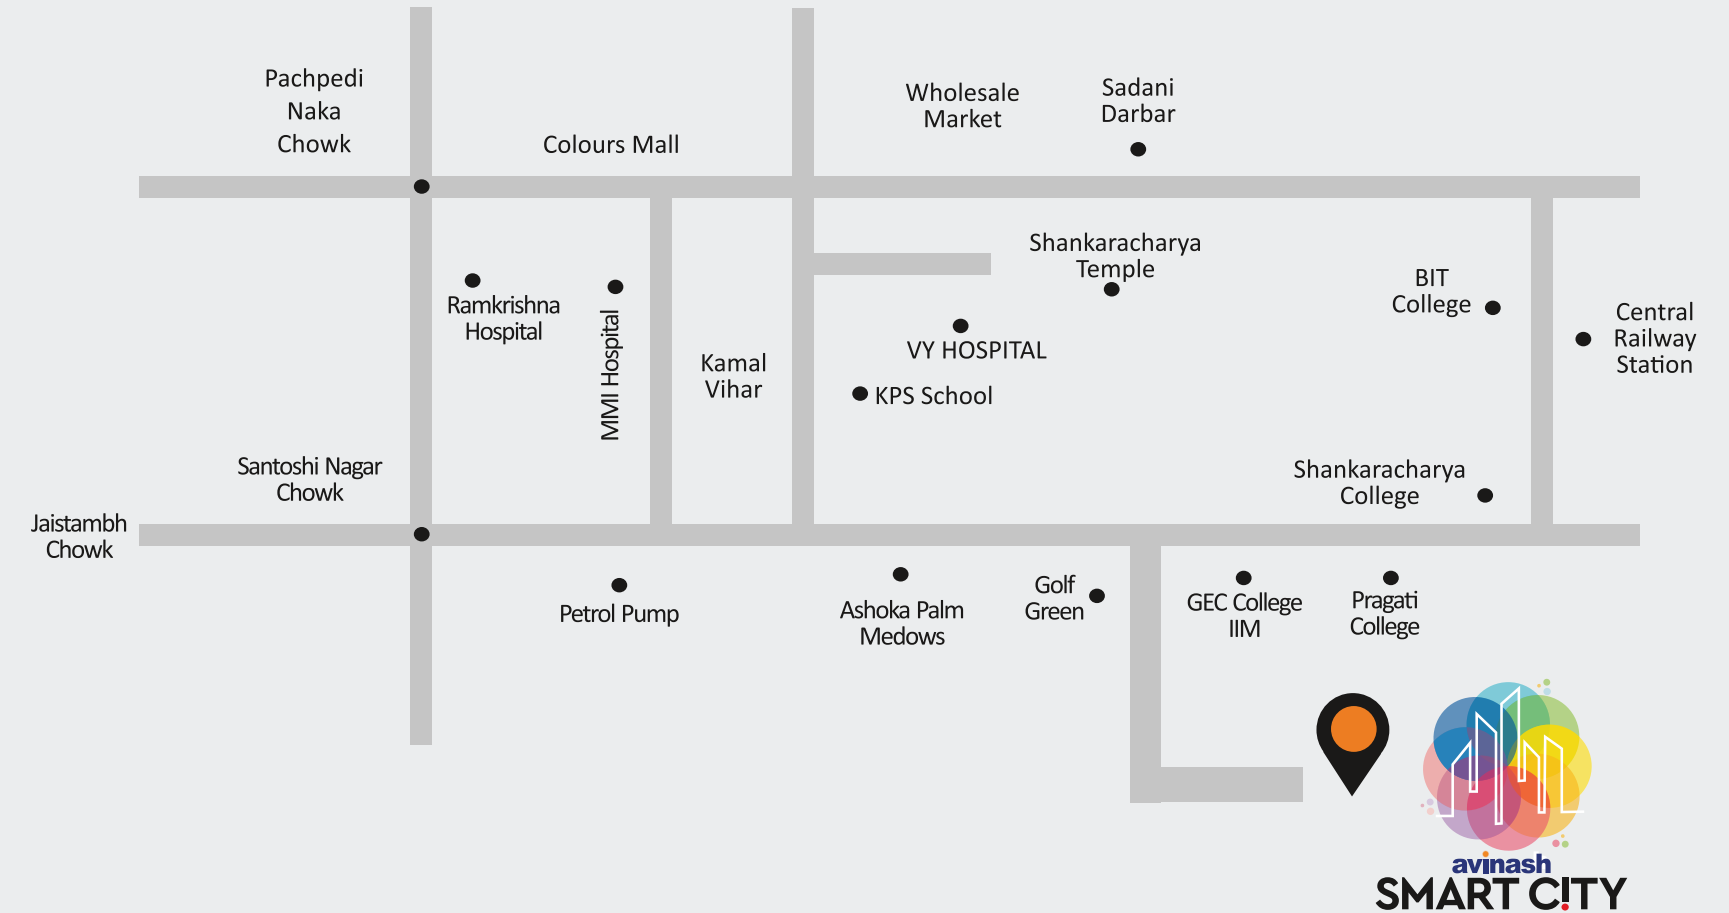 Pachpedi
Naka
Chowk
Colours Mall
Wholesale
Market
Sadani
Darbar
Ramkrishna
Hospital
MMI Hospital
Kamal
Vihar
Shankaracharya
Temple
VY HOSPITAL
KPS School
BIT
College
Central
Railway
Station
Santoshi Nagar
Chowk
Shankaracharya
College
Jaistambh
Chowk
Petrol Pump
Ashoka Palm
Medows
Golf
Green
GEC College
IIM
Pragati
College
avinash
SMART C!TY